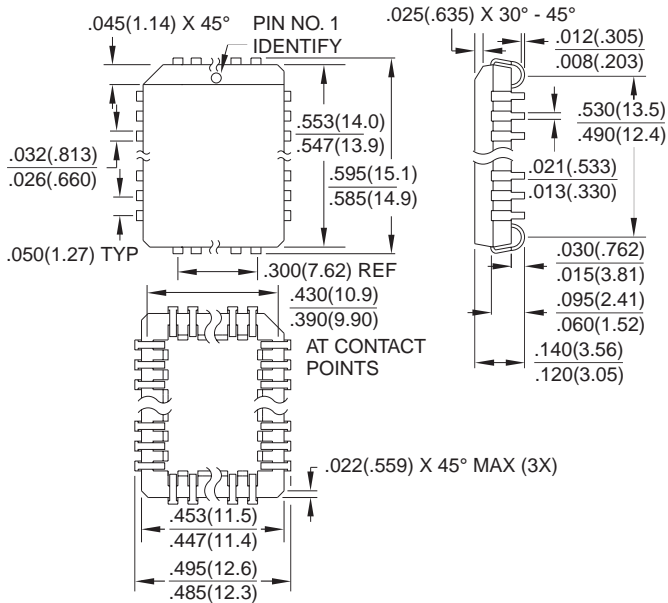 .045(1.14) X 45°
PIN NO. 1
IDENTIFY
.025(.635) X 30° - 45°
.012(.305)
.008(.203)
.553(14.0)
.547(13.9)
.530(13.5)
.490(12.4)
.032(.813)
.026(.660)
.595(15.1)
.585(14.9)
.021(.533)
.013(.330)
.050(1.27) TYP
.300(7.62) REF
.030(.762)
.015(3.81)
.430(10.9)
.390(9.90)
AT CONTACT
POINTS
.095(2.41)
.060(1.52)
.140(3.56)
.120(3.05)
.022(.559) X 45° MAX (3X)
.453(11.5)
.447(11.4)
.495(12.6)
.485(12.3)